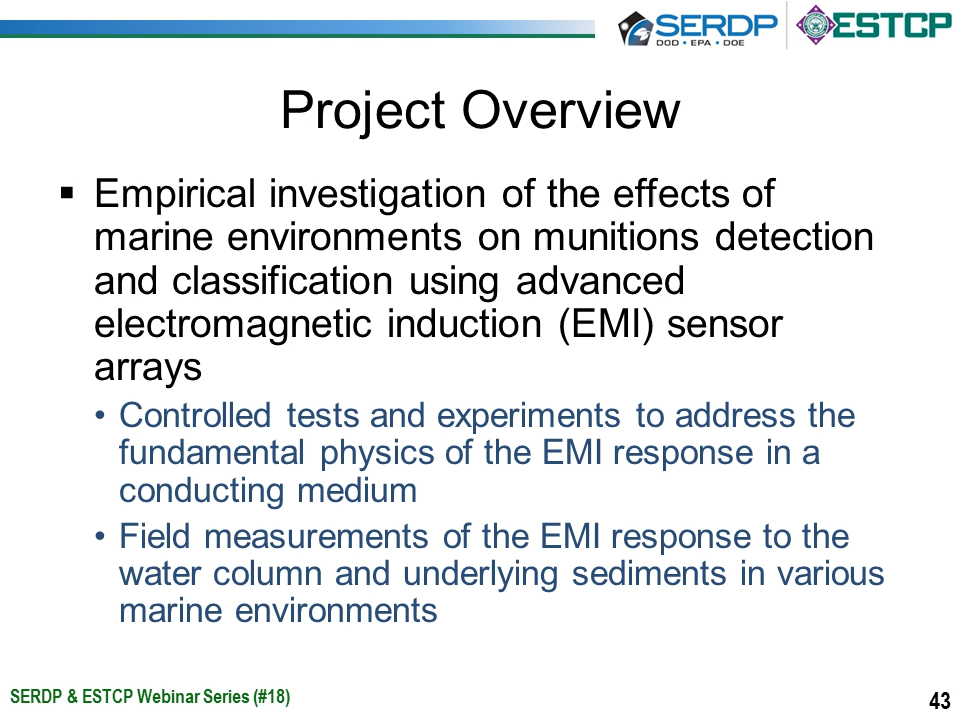 SERDP
DOD • EPA • DOE
ESTCP
Project Overview
▪ Empirical investigation of the effects of
marine environments on munitions detection
and classification using advanced
electromagnetic induction (EMI) sensor
arrays
• Controlled tests and experiments to address the
fundamental physics of the EMI response in a
conducting medium
• Field measurements of the EMI response to the
water column and underlying sediments in various
marine environments
SERDP & ESTCP Webinar Series (#18)
43